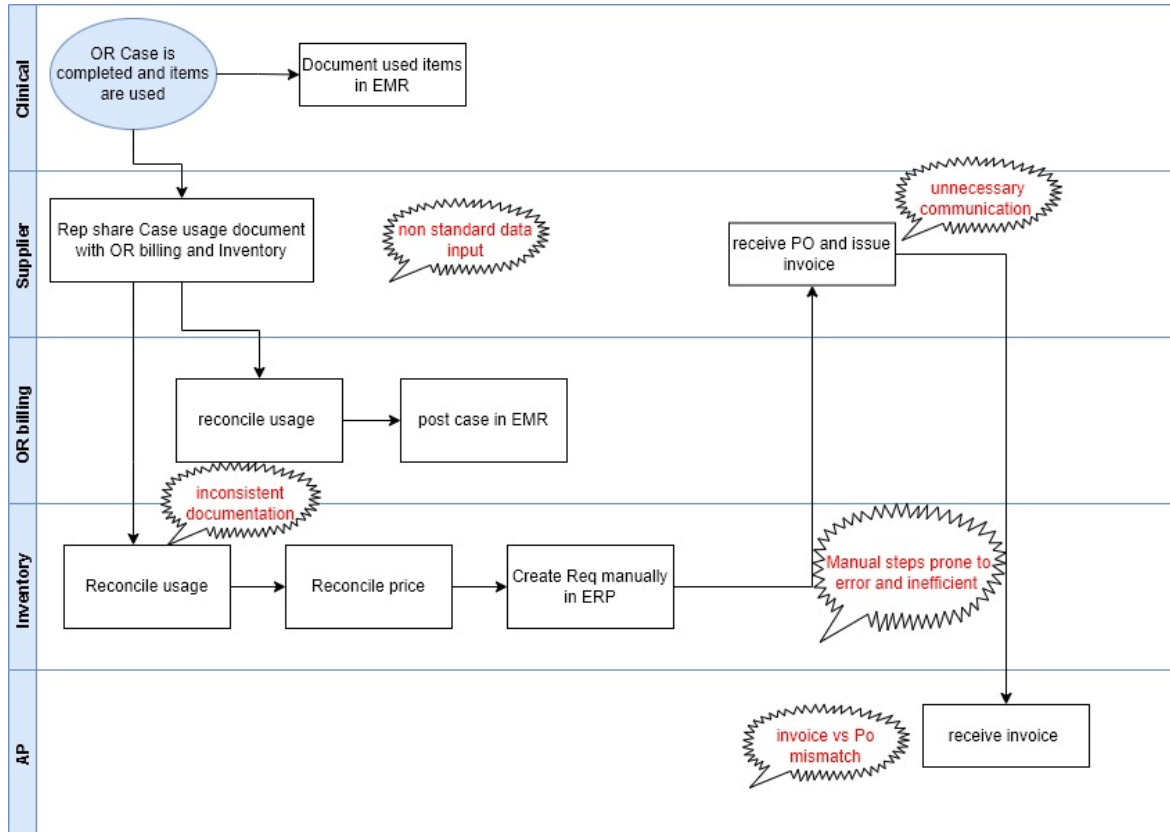 Clinical
OR Case is
completed and items
are used
Document used items
in EMR
Supplier
Rep share Case usage document
with OR billing and Inventory
non standard data
input
receive PO and issue
invoice
unnecessary
communication
OR billing
reconcile usage
post case in EMR
inconsistent
documentation
Inventory
Reconcile usage
Reconcile price
Create Req manually
in ERP
Manual steps prone to
error and inefficient
AP
invoice vs Po
mismatch
receive invoice